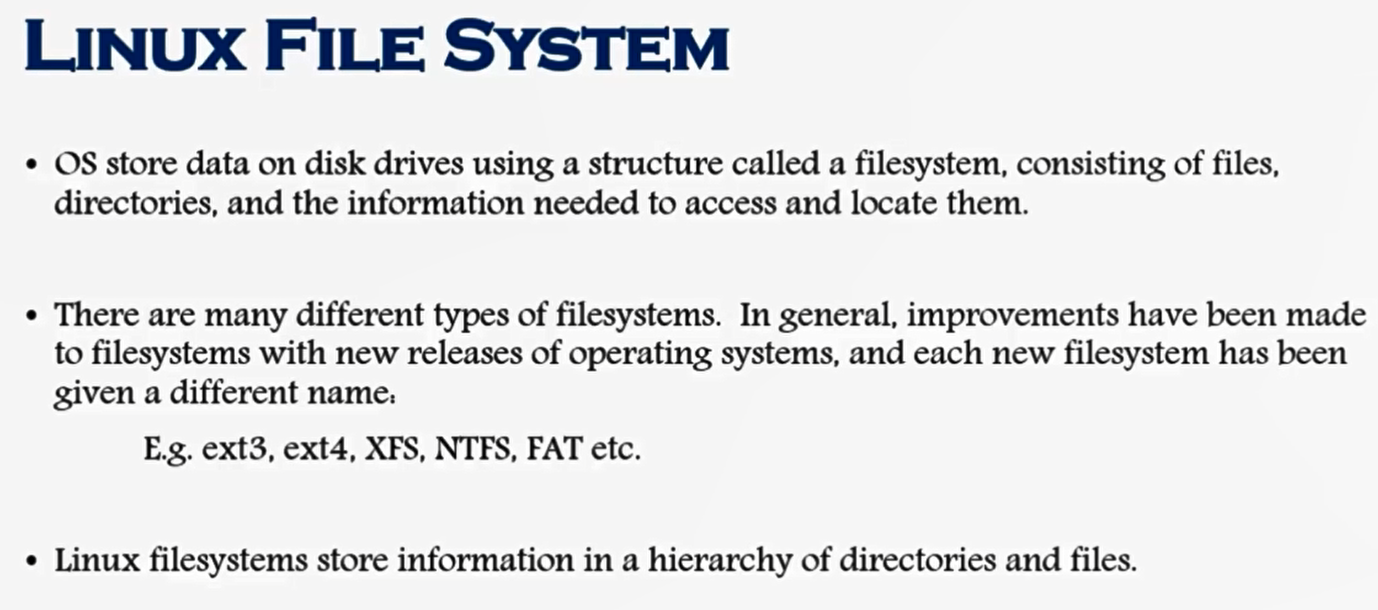 LINUX FILE SYSTEM
• OS store data on disk drives using a structure called a filesystem, consisting of files,
directories, and the information needed to access and locate them.
• There are many different types of filesystems.  In general, improvements have been made
to filesystems with new releases of operating systems, and each new filesystem has been
given a different name:
E.g. ext3, ext4, XFS, NTFS, FAT etc.
• Linux filesystems store information in a hierarchy of directories and files.